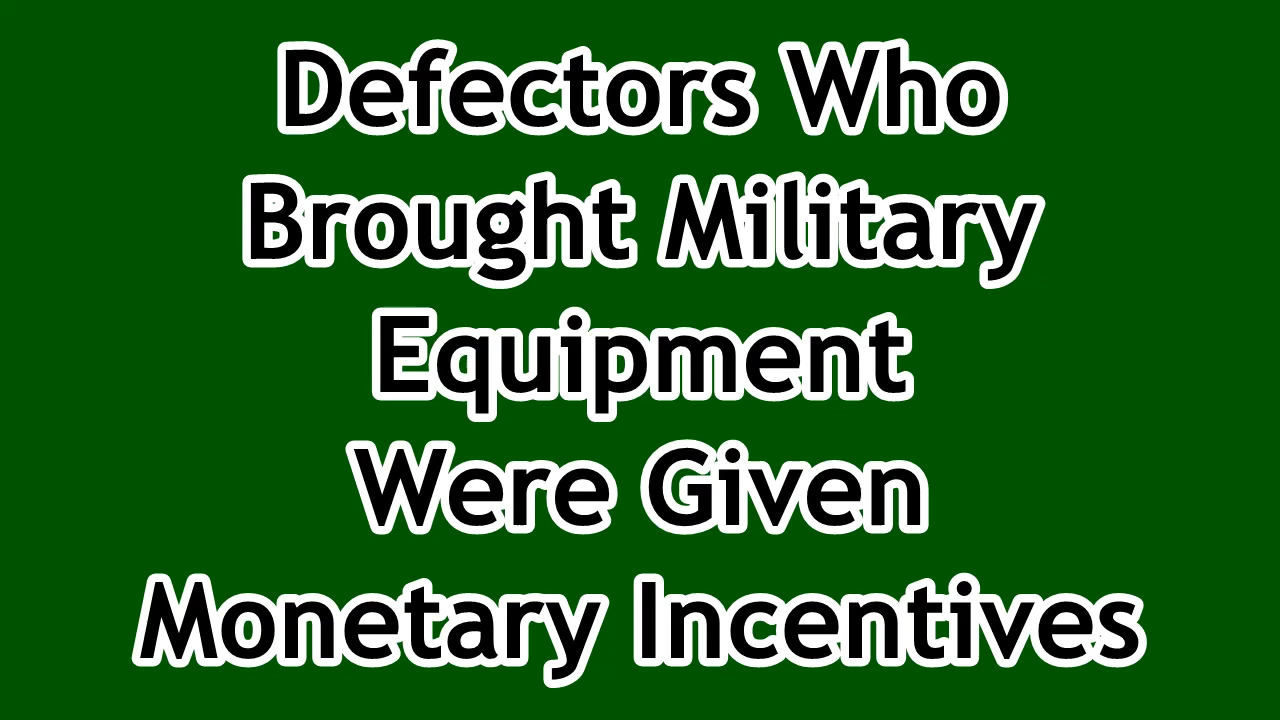 Defectors Who
Brought Military
Equipment
Were Given
Monetary Incentives